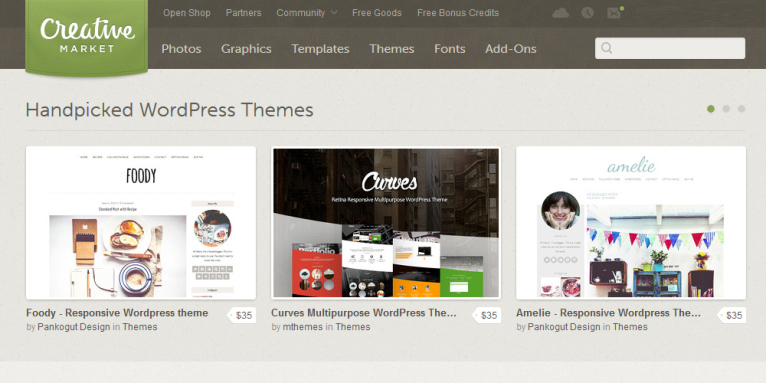 Creative
MARKET
Open Shop Partners Community Free Goods Free Bonus Credits
Photos Graphics Templates Themes Fonts Add-Ons
Handpicked WordPress Themes
FOODY
Curves
Retina Responsive Multipurpose WordPress Theme
Portfolio
amelie
Foody - Responsive Wordpress theme
$35
by Pankogut Design in Themes
Curves Multipurpose WordPress The...
$35
by mthemes in Themes
Amelie - Responsive Wordpress The...
$35
by Pankogut Design in Themes